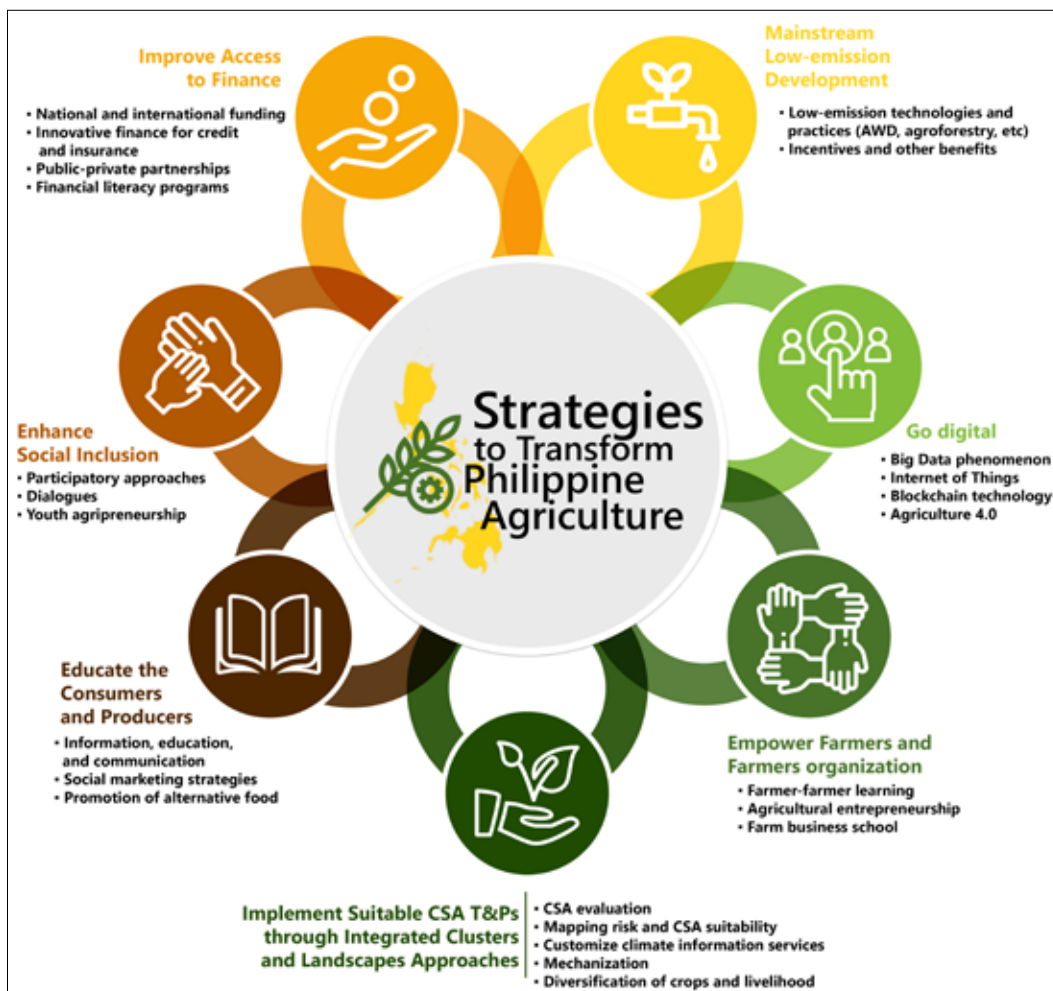 Improve Access
to Finance
• National and international funding
• Innovative finance for credit
and insurance
• Public-private partnerships
• Financial literacy programs
Mainstream
Low-emission
Development
• Low-emission technologies and
practices (AWD, agroforestry, etc)
• Incentives and other benefits
Strategies
to Transform
Philippine
Agriculture
Enhance
Social Inclusion
• Participatory approaches
• Dialogues
• Youth agripreneurship
Go digital
• Big Data phenomenon
• Internet of Things
• Blockchain technology
• Agriculture 4.0
Educate the
Consumers
and Producers
• Information, education,
and communication
• Social marketing strategies
• Promotion of alternative food
Empower Farmers and
Farmers organization
• Farmer-farmer learning
• Agricultural entrepreneurship
• Farm business school
Implement Suitable CSA T&Ps
through Integrated Clusters
and Landscapes Approaches
• CSA evaluation
• Mapping risk and CSA suitability
• Customize climate information services
• Mechanization
• Diversification of crops and livelihood